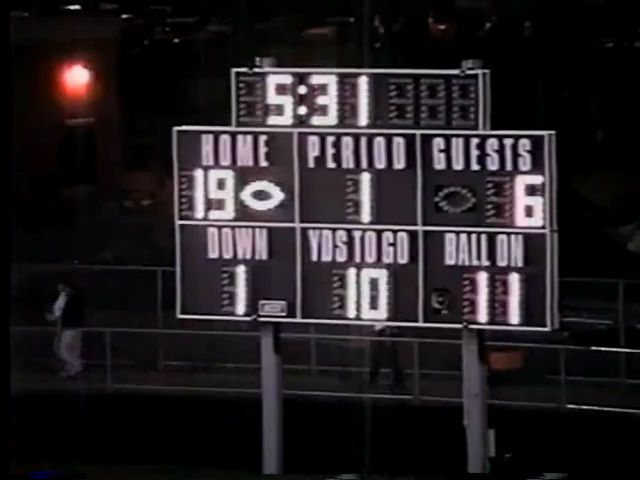 5:31
HOME PERIOD GUESTS
19 1 6
DOWN YDS TO GO BALL ON
1 10 11